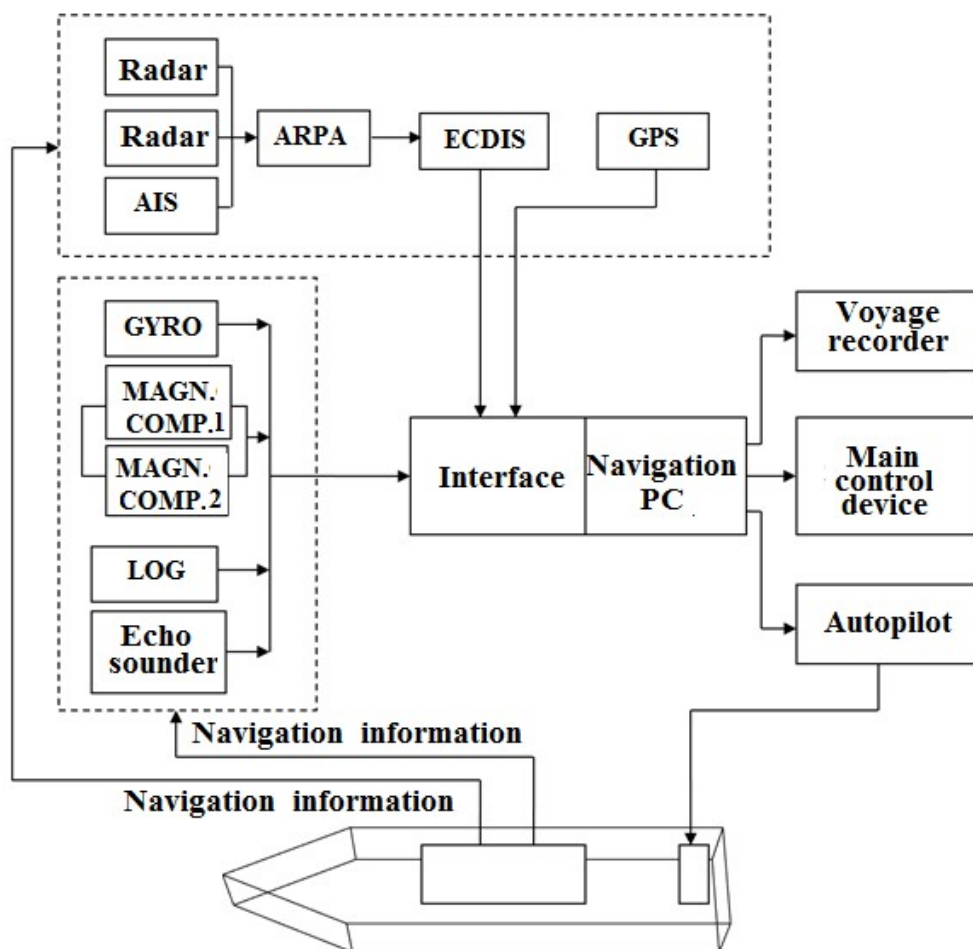 Radar
Radar
AIS
ARPA
ECDIS
GPS
GYRO
MAGN.
COMP.1
MAGN.
COMP.2
LOG
Echo
sounder
Interface
Navigation
PC
Voyage
recorder
Main
control
device
Autopilot
Navigation information
Navigation information